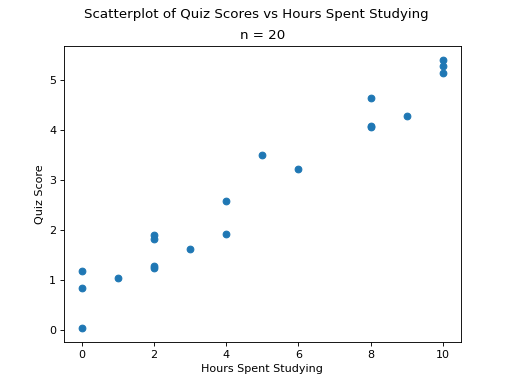 Scatterplot of Quiz Scores vs Hours Spent Studying
n = 20
5
4
3
2
1
0
Quiz Score
0 2 4 6 8 10
Hours Spent Studying